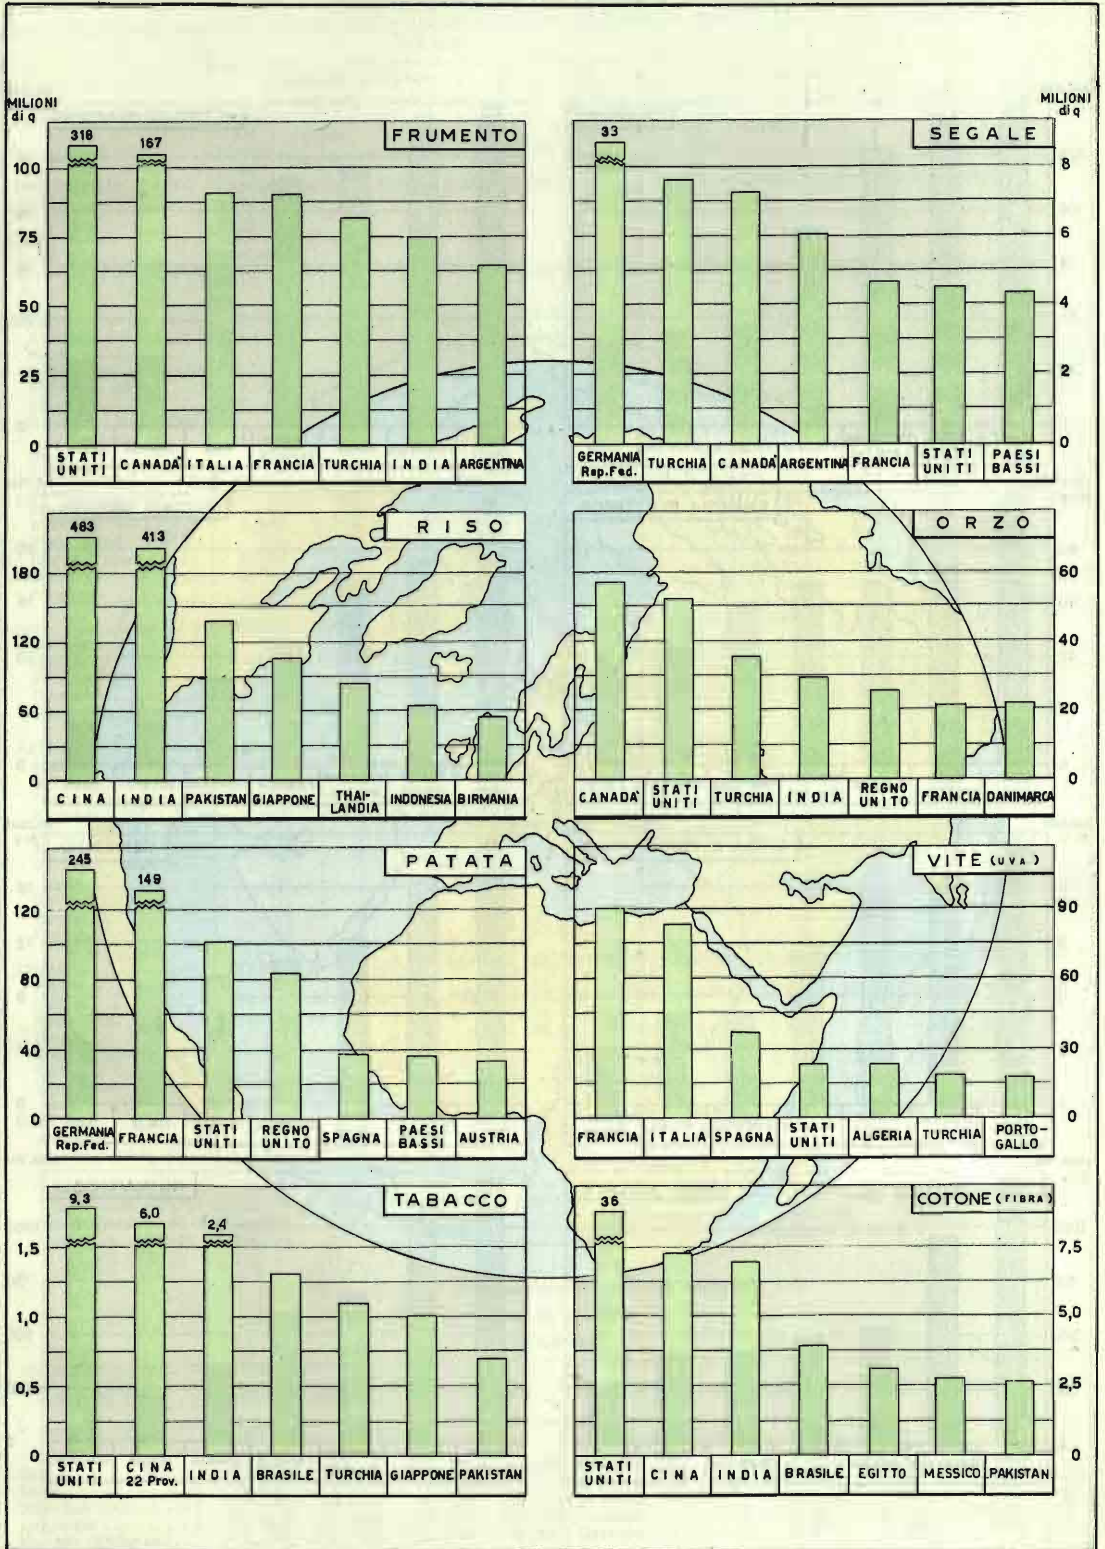 MILIONI
di q
FRUMENTO
318
167
100
75
50
25
0
STATI
UNITI
CANADA'
ITALIA
FRANCIA
TURCHIA
INDIA
ARGENTINA
MILIONI
di q
SEGALE
33
8
6
4
2
0
GERMANIA
Rep.Fed.
TURCHIA
CANADA'
ARGENTINA
FRANCIA
STATI
UNITI
PAESI
BASSI
RISO
483
413
180
120
60
0
CINA
INDIA
PAKISTAN
GIAPPONE
THAI-
LANDIA
INDONESIA
BIRMANIA
ORZO
60
40
20
0
CANADA'
STATI
UNITI
TURCHIA
INDIA
REGNO
UNITO
FRANCIA
DANIMARCA
PATATA
245
149
120
80
40
0
GERMANIA
Rep.Fed.
FRANCIA
STATI
UNITI
REGNO
UNITO
SPAGNA
PAESI
BASSI
AUSTRIA
VITE (UVA)
90
60
30
0
FRANCIA
ITALIA
SPAGNA
STATI
UNITI
ALGERIA
TURCHIA
PORTO-
GALLO
TABACCO
9,3
6,0
2,4
1,5
1,0
0,5
0
STATI
UNITI
CINA
22 Prov.
INDIA
BRASILE
TURCHIA
GIAPPONE
PAKISTAN
COTONE (FIBRA)
36
7,5
5,0
2,5
0
STATI
UNITI
CINA
INDIA
BRASILE
EGITTO
MESSICO
PAKISTAN